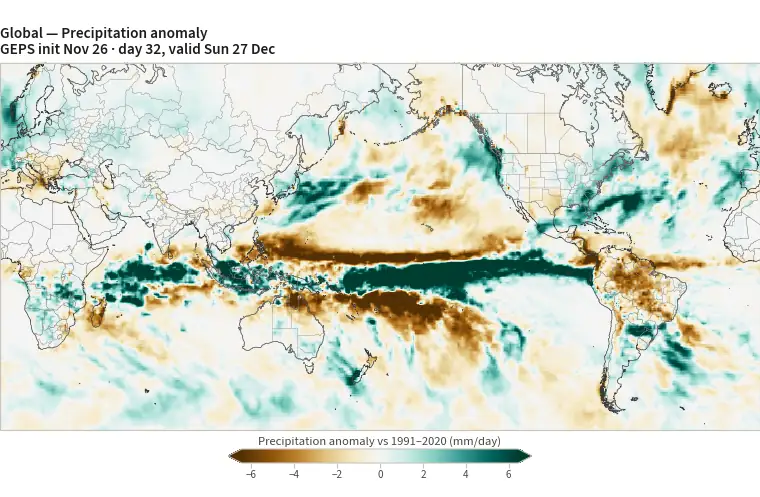 Global — Precipitation anomaly
GEPS init Nov 26 · day 32, valid Sun 27 Dec
Precipitation anomaly vs 1991–2020 (mm/day)
−6 −4 −2 0 2 4 6